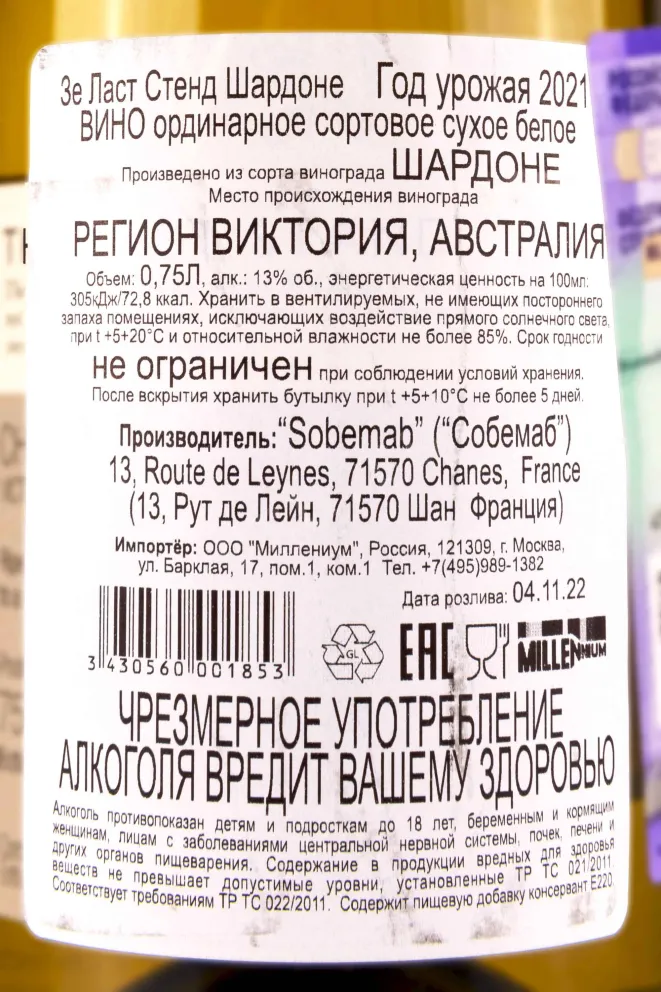 Зе Ласт Стенд Шардоне Год урожая 2021
ВИНО ординарное сортовое сухое белое
Произведено из сорта винограда ШАРДОНЕ
Место происхождения винограда
РЕГИОН ВИКТОРИЯ, АВСТРАЛИЯ
Объем: 0,75Л, алк.: 13% об., энергетическая ценность на 100мл:
305кДж/72,8 ккал. Хранить в вентилируемых, не имеющих постороннего
запаха помещениях, исключающих воздействие прямого солнечного света,
при t +5+20°С и относительной влажности не более 85%. Срок годности
не ограничен при соблюдении условий хранения.
После вскрытия хранить бутылку при t +5+10°С не более 5 дней.
Производитель: “Sobemab” (“Собемаб”)
13, Route de Leynes, 71570 Chanes, France
(13, Рут де Лейн, 71570 Шан Франция)
Импортёр: ООО "Миллениум", Россия, 121309, г. Москва,
ул. Барклая, 17, пом.1, ком.1 Тел. +7(495)989-1382
Дата розлива: 04.11.22
3 430560 001853
GL
EAC
MILLENNIUM
ЧРЕЗМЕРНОЕ УПОТРЕБЛЕНИЕ
АЛКОГОЛЯ ВРЕДИТ ВАШЕМУ ЗДОРОВЬЮ
Алкоголь противопоказан детям и подросткам до 18 лет, беременным и кормящим
женщинам, лицам с заболеваниями центральной нервной системы, почек, печени и
других органов пищеварения. Содержание в продукции вредных для здоровья
веществ не превышает допустимые уровни, установленные ТР ТС 021/2011.
Соответствует требованиям ТР ТС 022/2011. Содержит пищевую добавку консервант Е220.